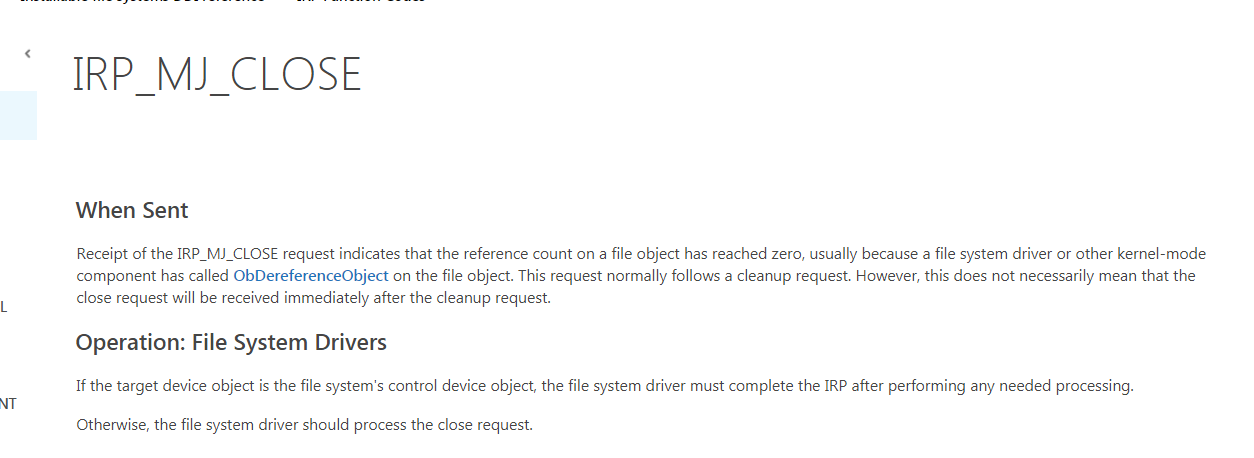 IRP_MJ_CLOSE
When Sent
Receipt of the IRP_MJ_CLOSE request indicates that the reference count on a file object has reached zero, usually because a file system driver or other kernel-mode
component has called ObDereferenceObject on the file object. This request normally follows a cleanup request. However, this does not necessarily mean that the
close request will be received immediately after the cleanup request.
L
Operation: File System Drivers
If the target device object is the file system's control device object, the file system driver must complete the IRP after performing any needed processing.
NT
Otherwise, the file system driver should process the close request.